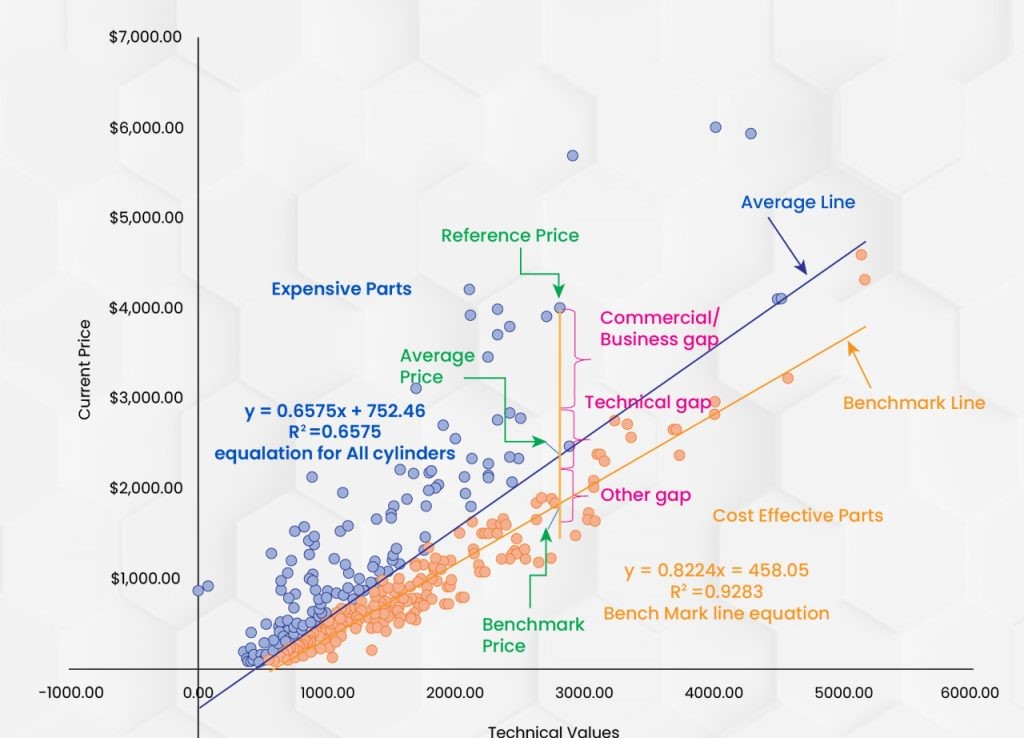 $7,000.00
$6,000.00
$5,000.00
$4,000.00
$3,000.00
$2,000.00
$1,000.00
Current Price
Average Line
Reference Price
Expensive Parts
Commercial/
Business gap
Average
Price
Technical gap
Benchmark Line
y = 0.6575x + 752.46
R² =0.6575
equalation for All cylinders
Other gap
Cost Effective Parts
y = 0.8224x = 458.05
R² =0.9283
Bench Mark line equation
Benchmark
Price
-1000.00 0.00 1000.00 2000.00 3000.00 4000.00 5000.00 6000.00
Technical Values